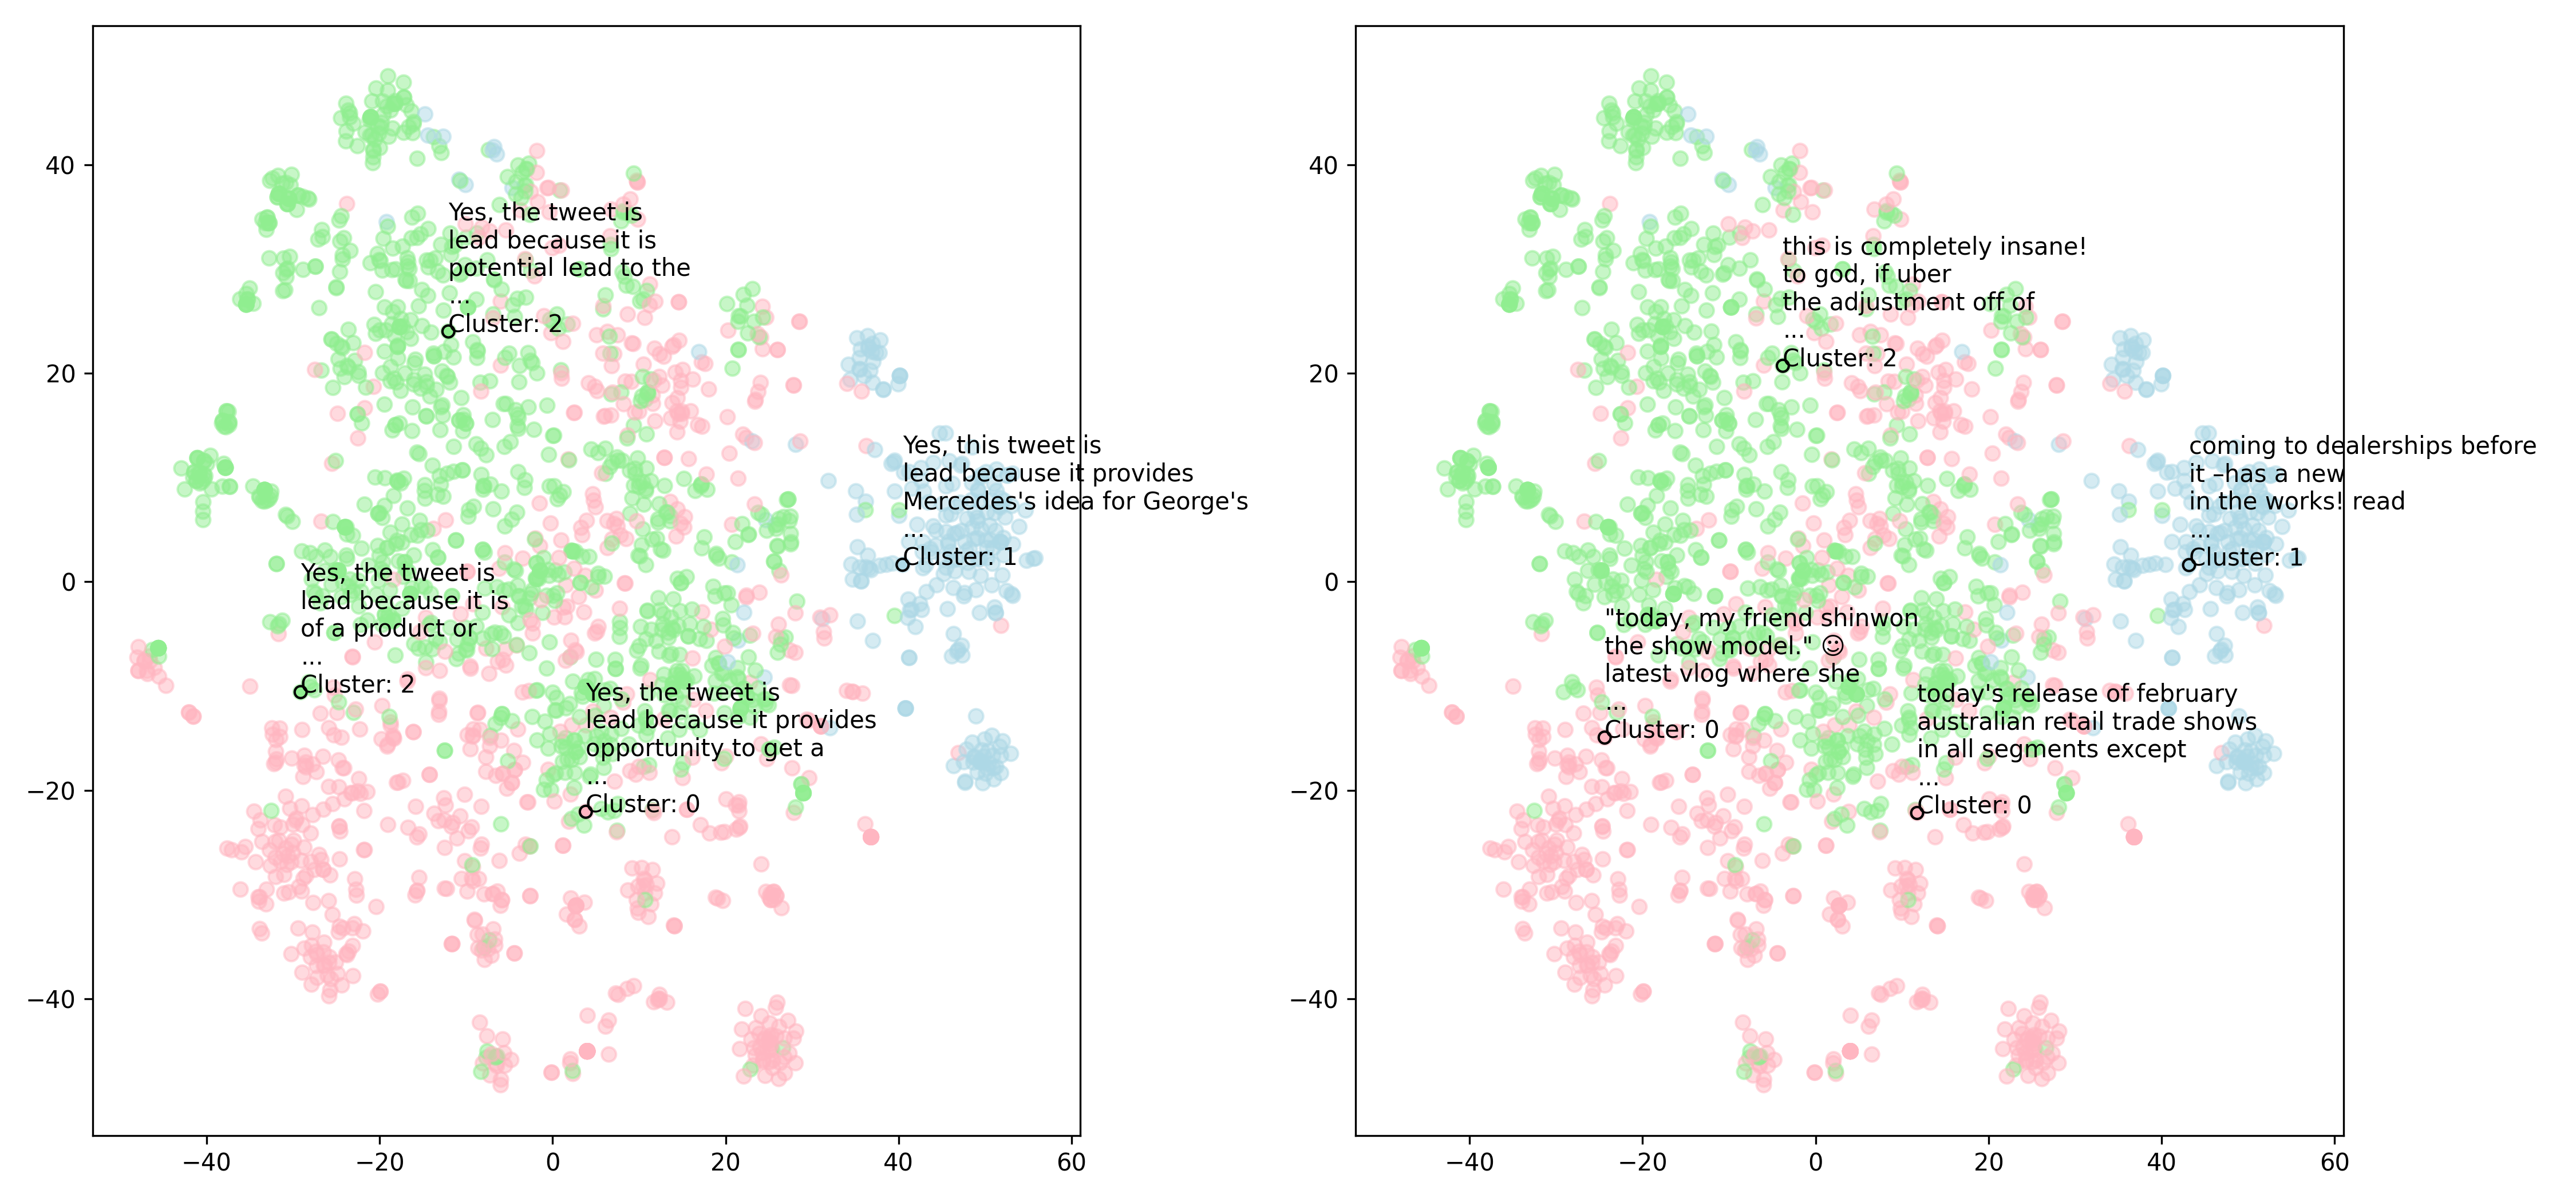 40
20
0
−20
−40
−40
−20
0
20
40
60
Yes, the tweet is
lead because it is
potential lead to the
...
Cluster: 2
Yes, this tweet is
lead because it provides
Mercedes's idea for George's
...
Cluster: 1
Yes, the tweet is
lead because it is
of a product or
...
Cluster: 2
Yes, the tweet is
lead because it provides
opportunity to get a
...
Cluster: 0
40
20
0
−20
−40
−40
−20
0
20
40
60
this is completely insane!
to god, if uber
the adjustment off of
...
Cluster: 2
coming to dealerships before
it –has a new
in the works! read
...
Cluster: 1
"today, my friend shinwon
the show model." ☺
latest vlog where she
...
Cluster: 0
today's release of february
australian retail trade shows
in all segments except
...
Cluster: 0